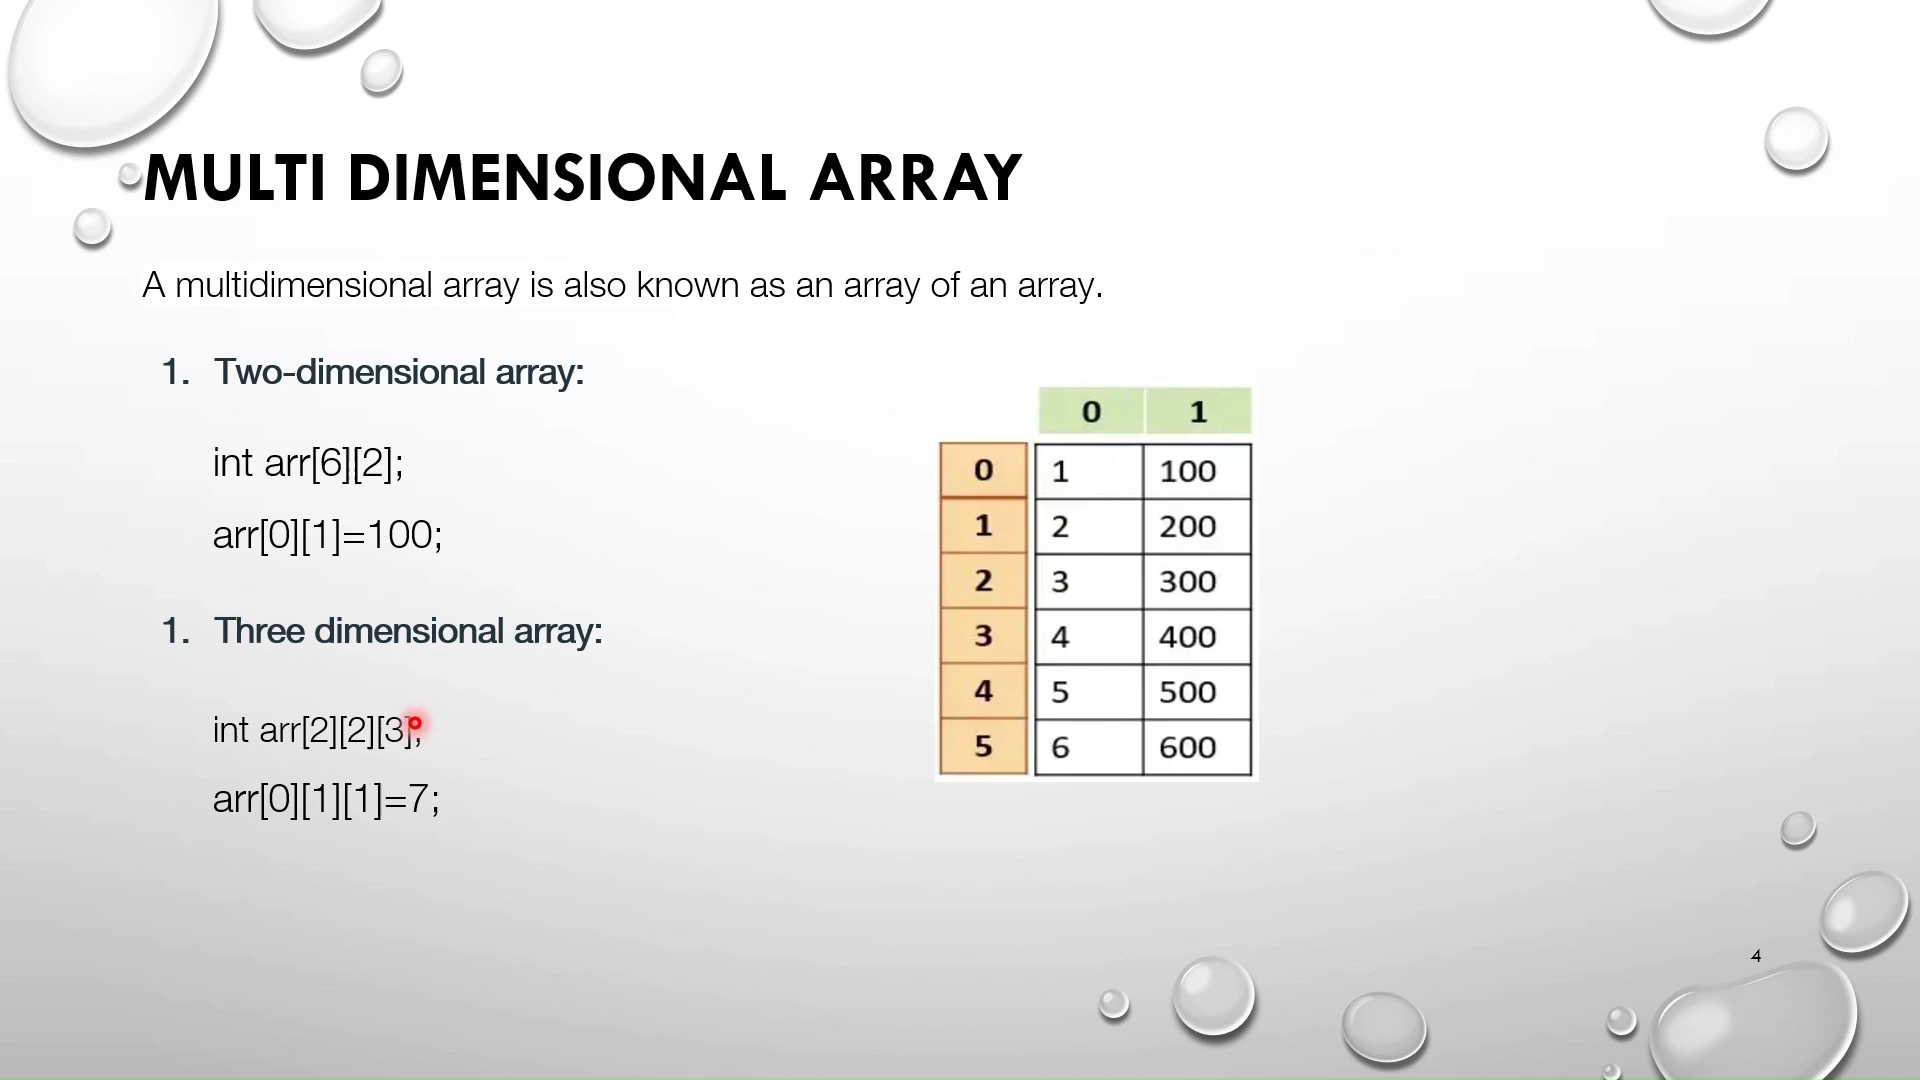 MULTI DIMENSIONAL ARRAY
A multidimensional array is also known as an array of an array.
1. Two-dimensional array:
int arr[6][2];
arr[0][1]=100;
1. Three dimensional array:
int arr[2][2][3];
arr[0][1][1]=7;
0 1
0 1 100
1 2 200
2 3 300
3 4 400
4 5 500
5 6 600
4